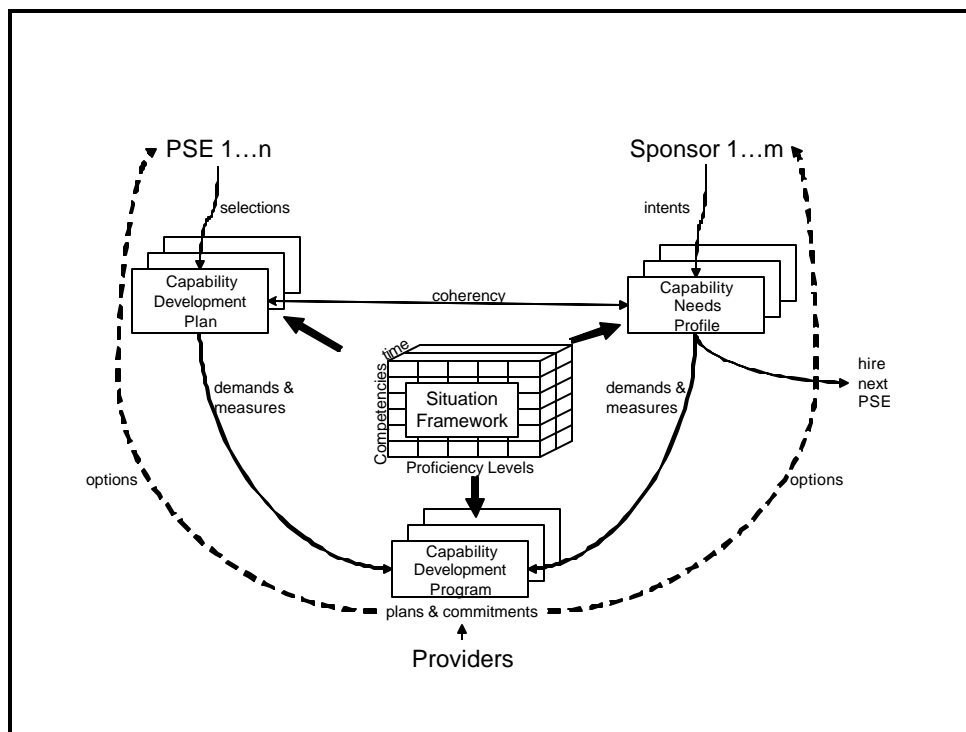 PSE 1…n
Sponsor 1…m
selections
intents
Capability
Development
Plan
coherency
Capability
Needs
Profile
time
Competencies
Situation
Framework
Proficiency Levels
demands &
measures
demands &
measures
hire
next
PSE
options
options
Capability
Development
Program
plans & commitments
Providers